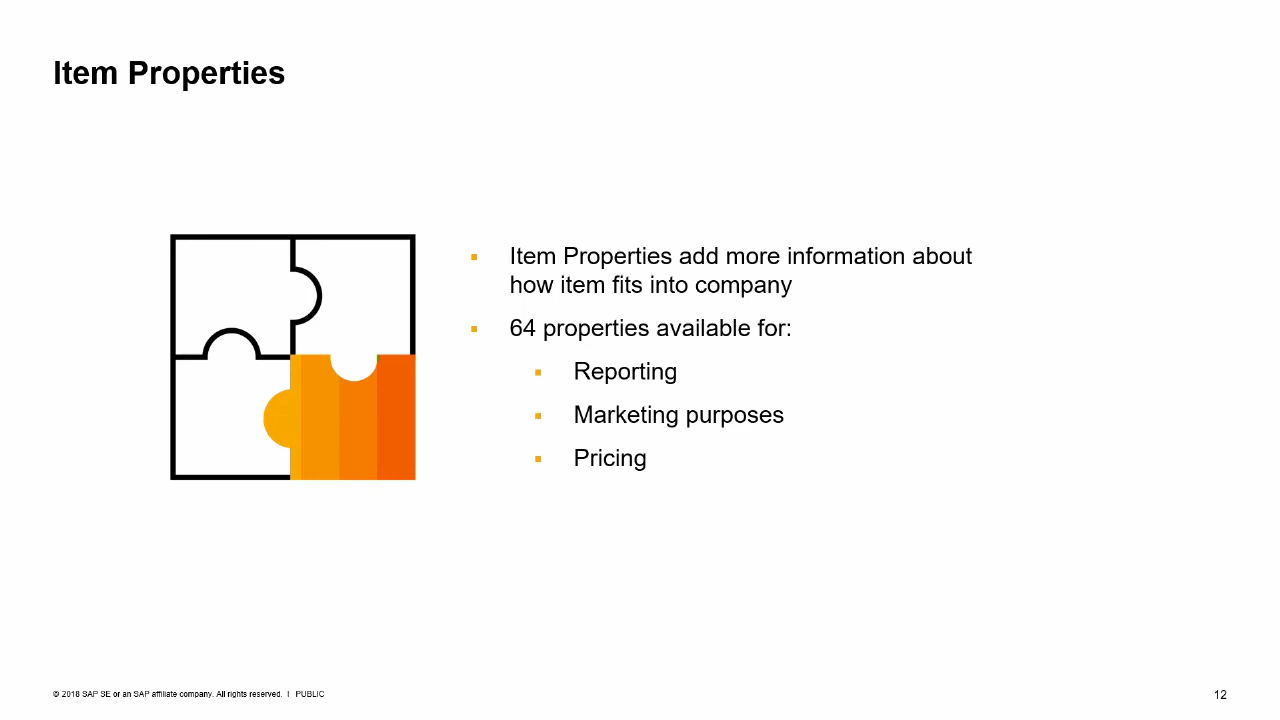 Item Properties
▪ Item Properties add more information about
how item fits into company
▪ 64 properties available for:
▪ Reporting
▪ Marketing purposes
▪ Pricing
© 2018 SAP SE or an SAP affiliate company. All rights reserved. ǀ PUBLIC
12